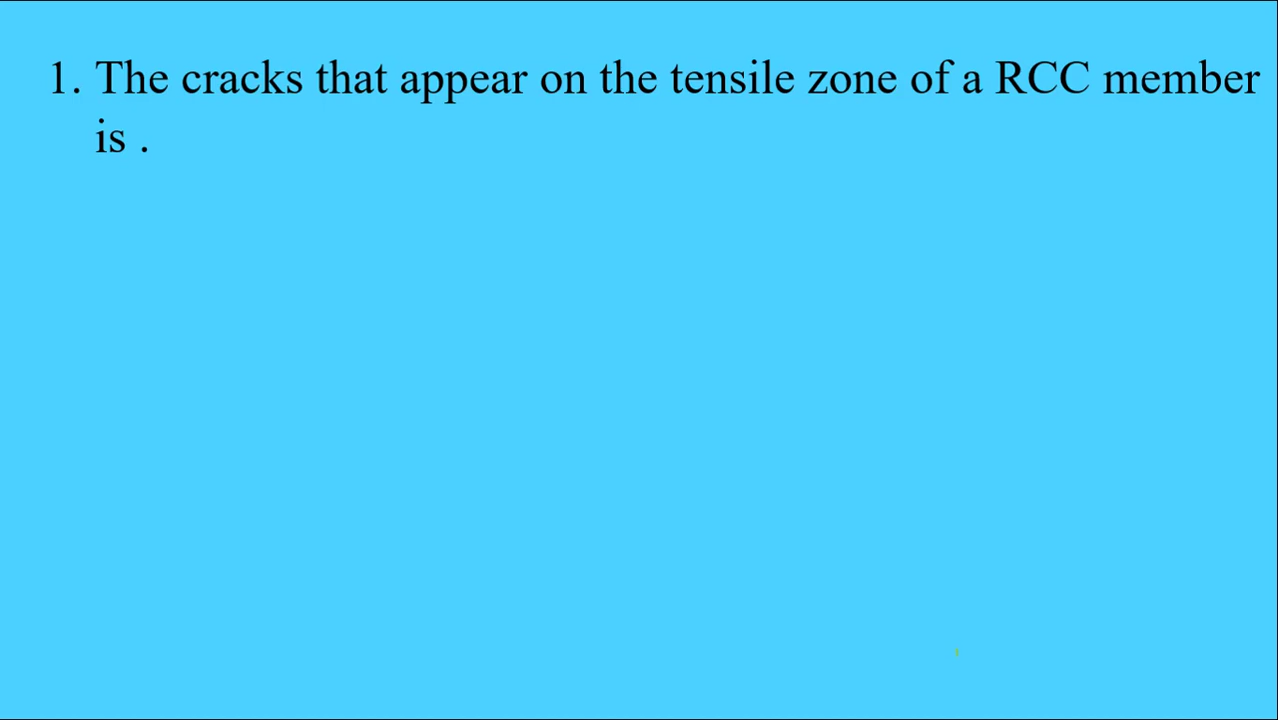 1. The cracks that appear on the tensile zone of a RCC member
is .